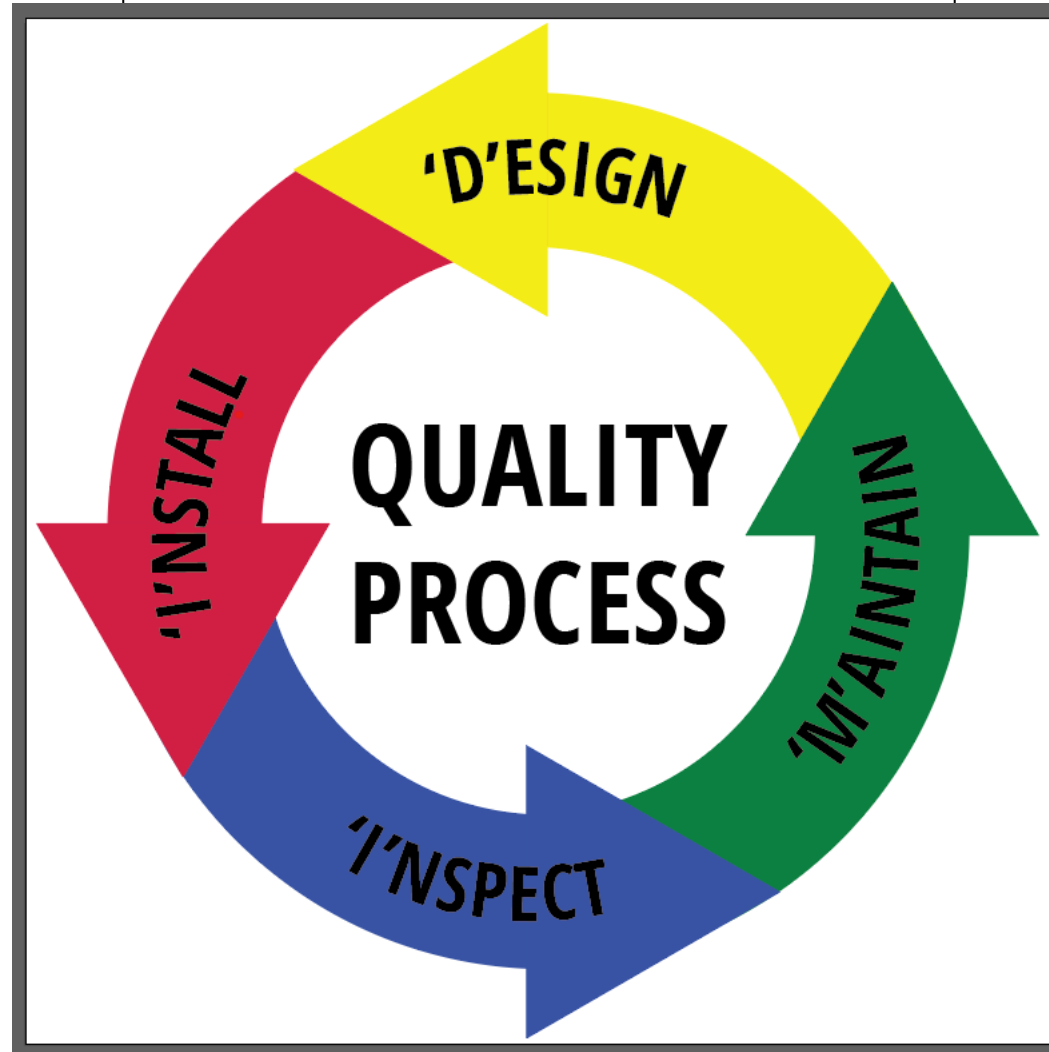 ‘D’ESIGN
‘I’NSTALL
QUALITY
PROCESS
‘M’AINTAIN
‘I’NSPECT